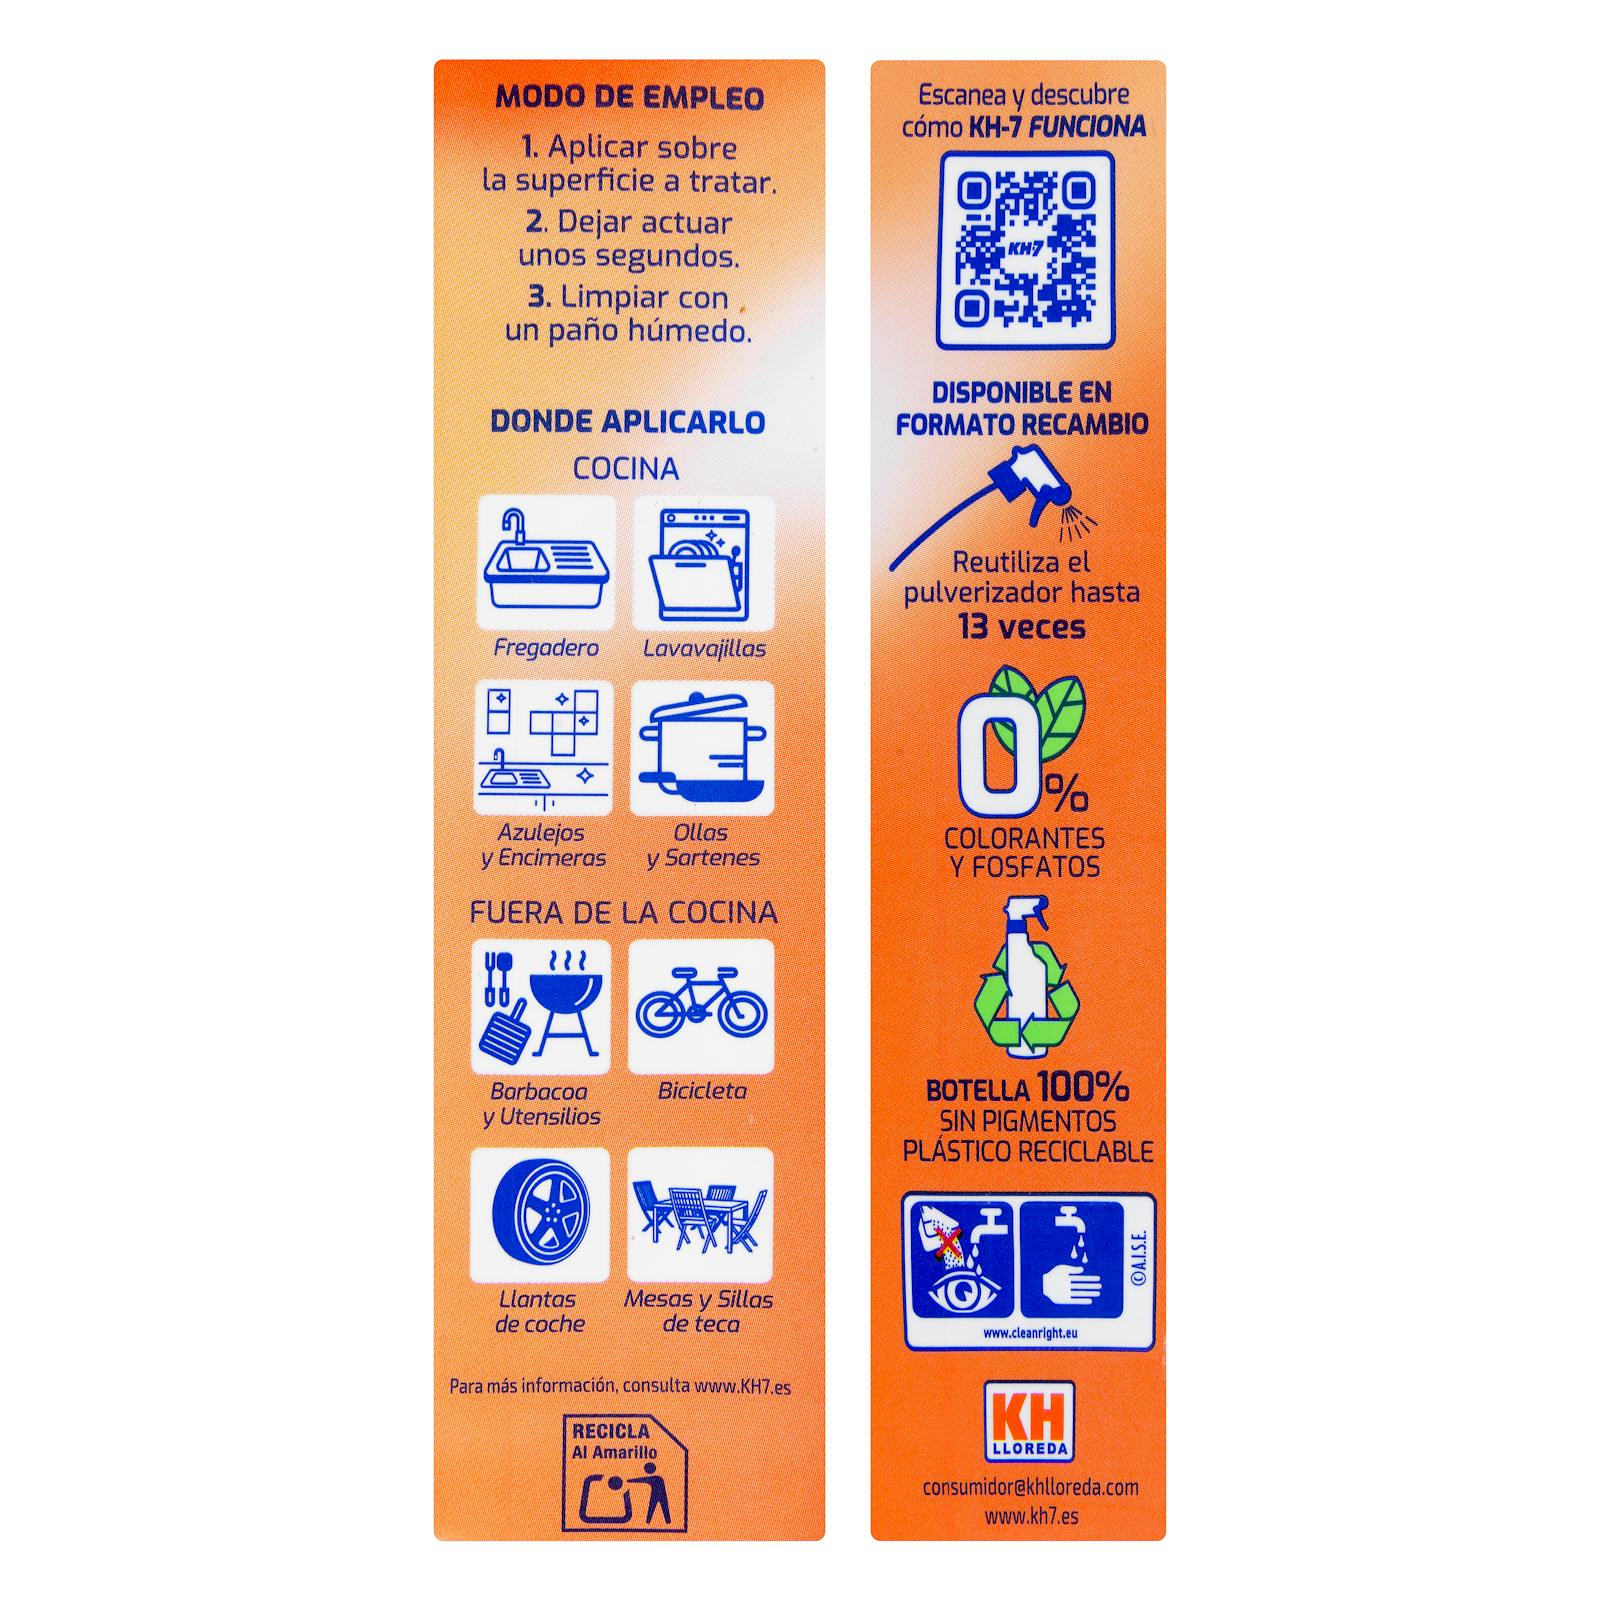 MODO DE EMPLEO
1. Aplicar sobre
la superficie a tratar.
2. Dejar actuar
unos segundos.
3. Limpiar con
un paño húmedo.
DONDE APLICARLO
COCINA
Fregadero
Lavavajillas
Azulejos
y Encimeras
Ollas
y Sartenes
FUERA DE LA COCINA
Barbacoa
y Utensilios
Bicicleta
Llantas
de coche
Mesas y Sillas
de teca
Para más información, consulta www.KH7.es
RECICLA
Al Amarillo
Escanea y descubre
cómo KH-7 FUNCIONA
KH-7
DISPONIBLE EN
FORMATO RECAMBIO
Reutiliza el
pulverizador hasta
13 veces
0%
COLORANTES
Y FOSFATOS
BOTELLA 100%
SIN PIGMENTOS
PLÁSTICO RECICLABLE
©A.I.S.E.
www.cleanright.eu
KH
LLOREDA
consumidor@khlloreda.com
www.kh7.es